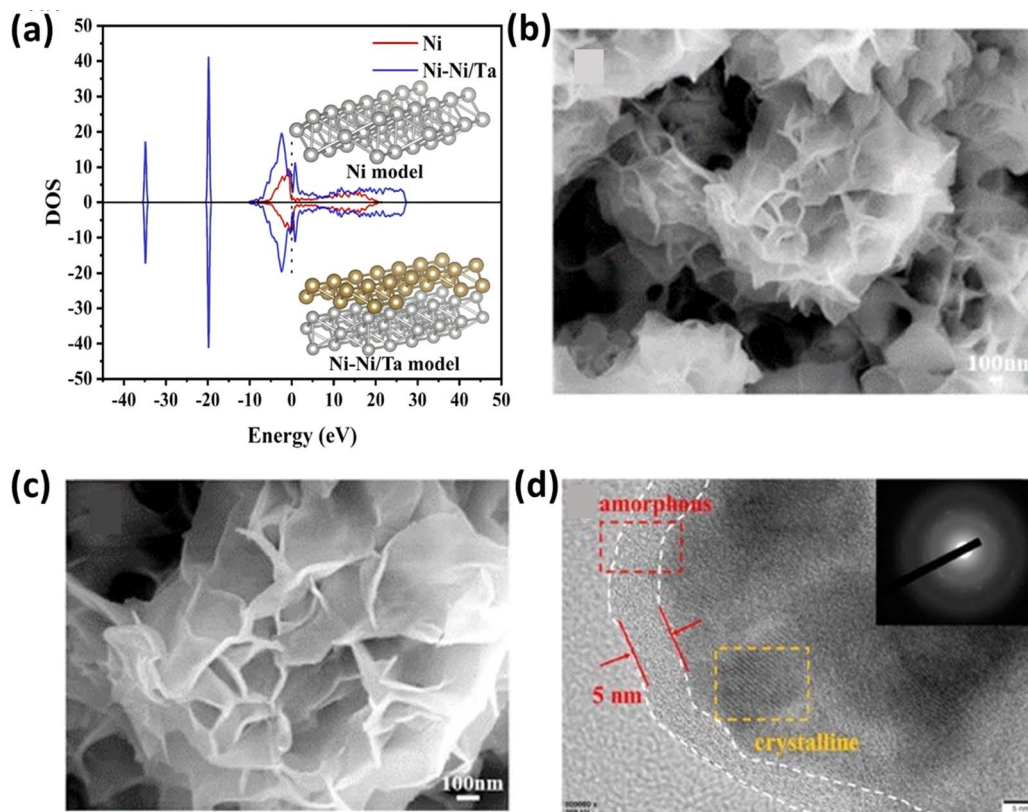 (a)
50
40
30
20
10
0
-10
-20
-30
-40
-50
DOS
Ni
Ni-Ni/Ta
Ni model
Ni-Ni/Ta model
-40 -30 -20 -10 0 10 20 30 40 50
Energy (eV)
(b)
100nm
(c)
100nm
(d)
amorphous
5 nm
crystalline